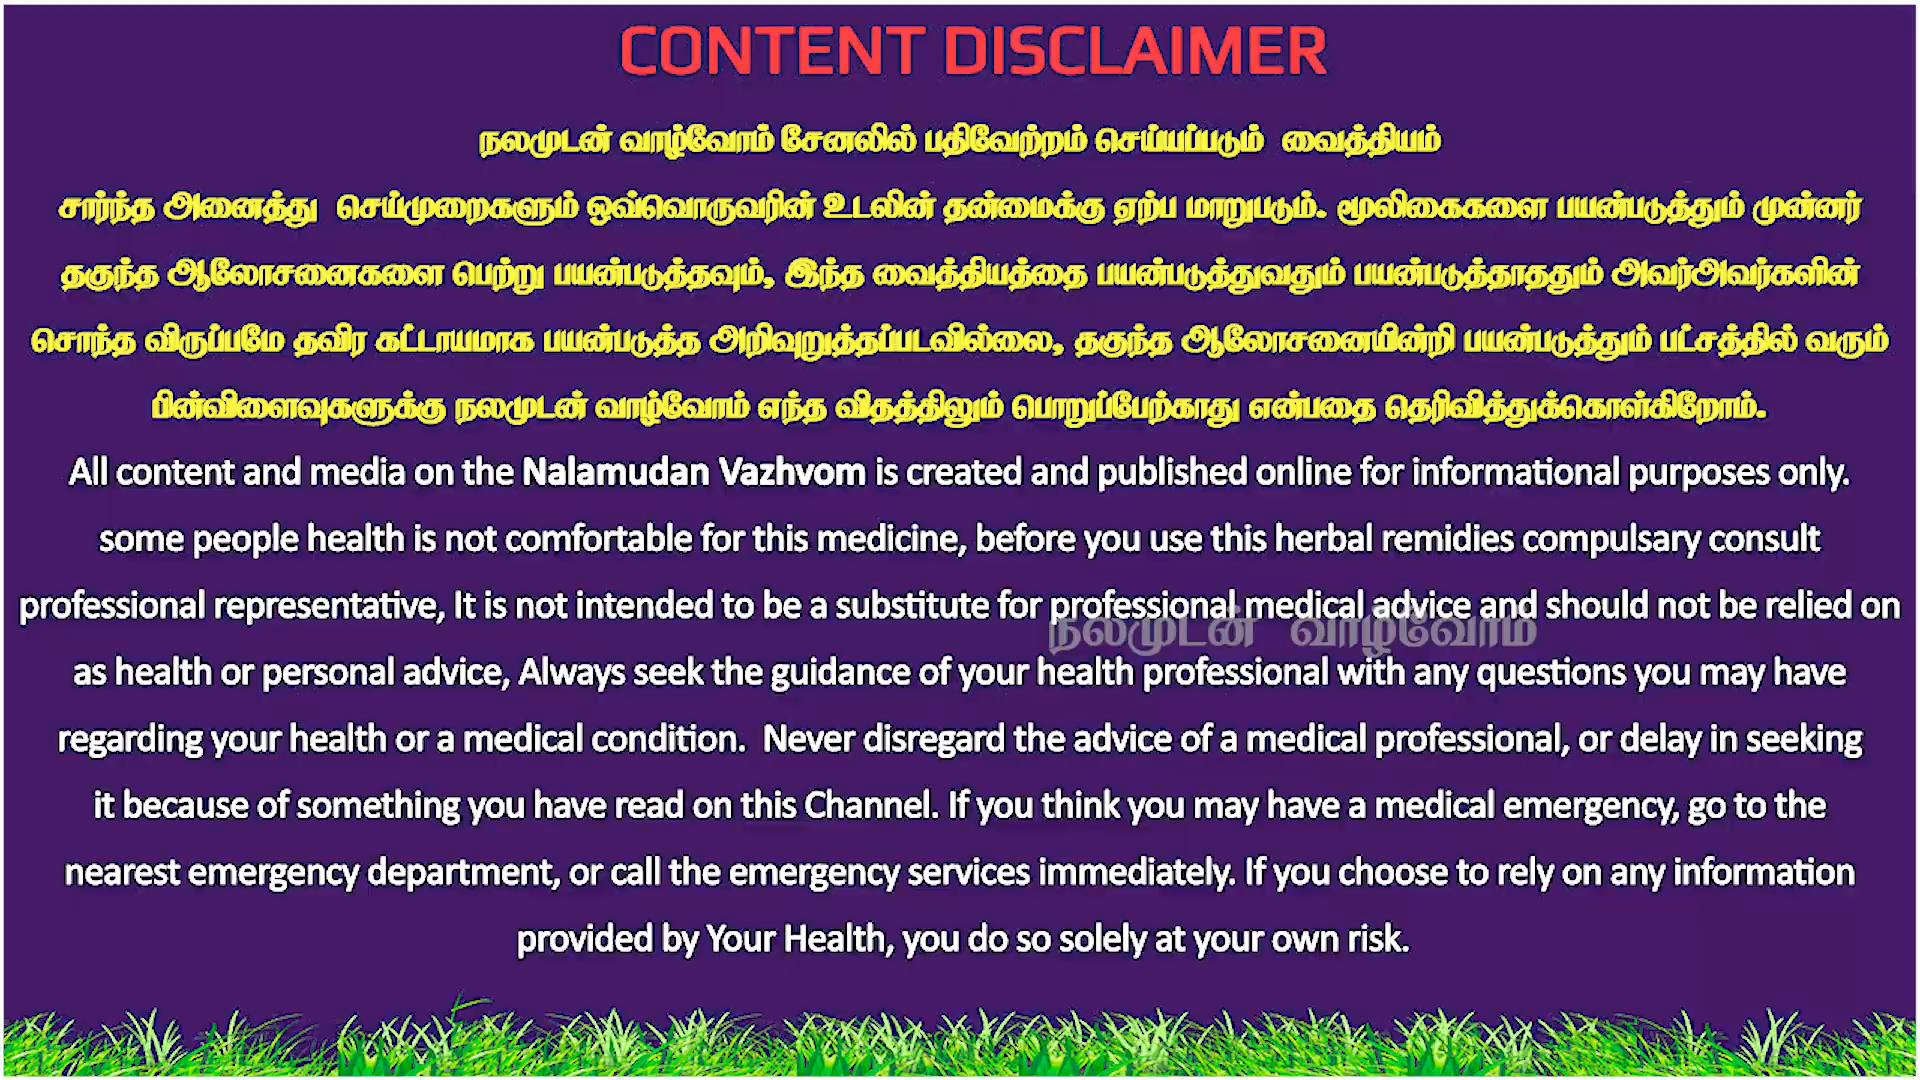 CONTENT DISCLAIMER
நலமுடன் வாழ்வோம் சேனலில் பதிவேற்றம் செய்யப்படும் வைத்தியம்
சார்ந்த அனைத்து செய்முறைகளும் ஒவ்வொருவரின் உடலின் தன்மைக்கு ஏற்ப மாறுபடும். மூலிகைகளை பயன்படுத்தும் முன்னர்
தகுந்த ஆலோசனைகளை பெற்று பயன்படுத்தவும், இந்த வைத்தியத்தை பயன்படுத்துவதும் பயன்படுத்தாததும் அவர்அவர்களின்
சொந்த விருப்பமே தவிர கட்டாயமாக பயன்படுத்த அறிவுறுத்தப்படவில்லை, தகுந்த ஆலோசனையின்றி பயன்படுத்தும் பட்சத்தில் வரும்
பின்விளைவுகளுக்கு நலமுடன் வாழ்வோம் எந்த விதத்திலும் பொறுப்பேற்காது என்பதை தெரிவித்துக்கொள்கிறோம்.
All content and media on the Nalamudan Vazhvom is created and published online for informational purposes only.
some people health is not comfortable for this medicine, before you use this herbal remidies compulsary consult
professional representative, It is not intended to be a substitute for professional medical advice and should not be relied on
நலமுடன் வாழ்வோம்
as health or personal advice, Always seek the guidance of your health professional with any questions you may have
regarding your health or a medical condition. Never disregard the advice of a medical professional, or delay in seeking
it because of something you have read on this Channel. If you think you may have a medical emergency, go to the
nearest emergency department, or call the emergency services immediately. If you choose to rely on any information
provided by Your Health, you do so solely at your own risk.